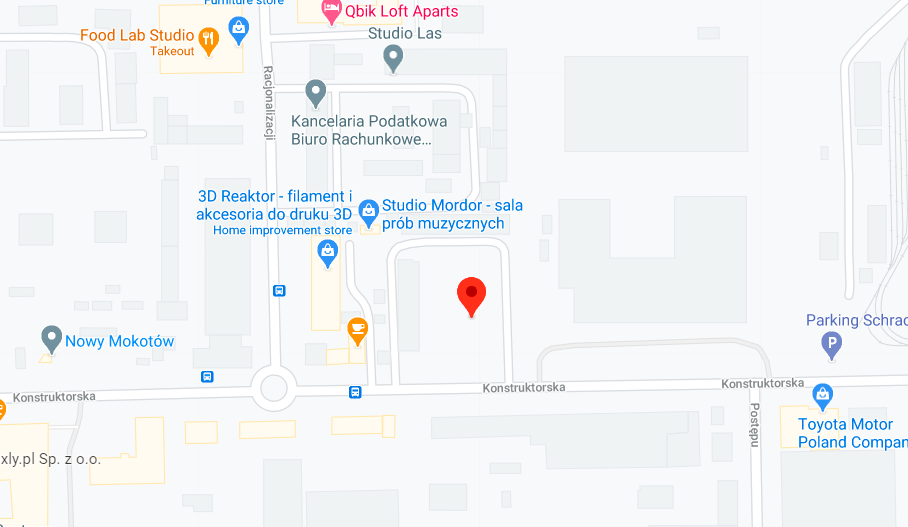 Furniture store
Qbik Loft Aparts
Food Lab Studio
Takeout
Studio Las
Racjonalizacji
Kancelaria Podatkowa
Biuro Rachunkowe...
3D Reaktor - filament i
akcesoria do druku 3D
Home improvement store
Studio Mordor - sala
prób muzycznych
Nowy Mokotów
Parking Schrad
P
Konstruktorska
Konstruktorska
Konstruktorska
Postępu
Toyota Motor
Poland Compan
xly.pl Sp. z o.o.